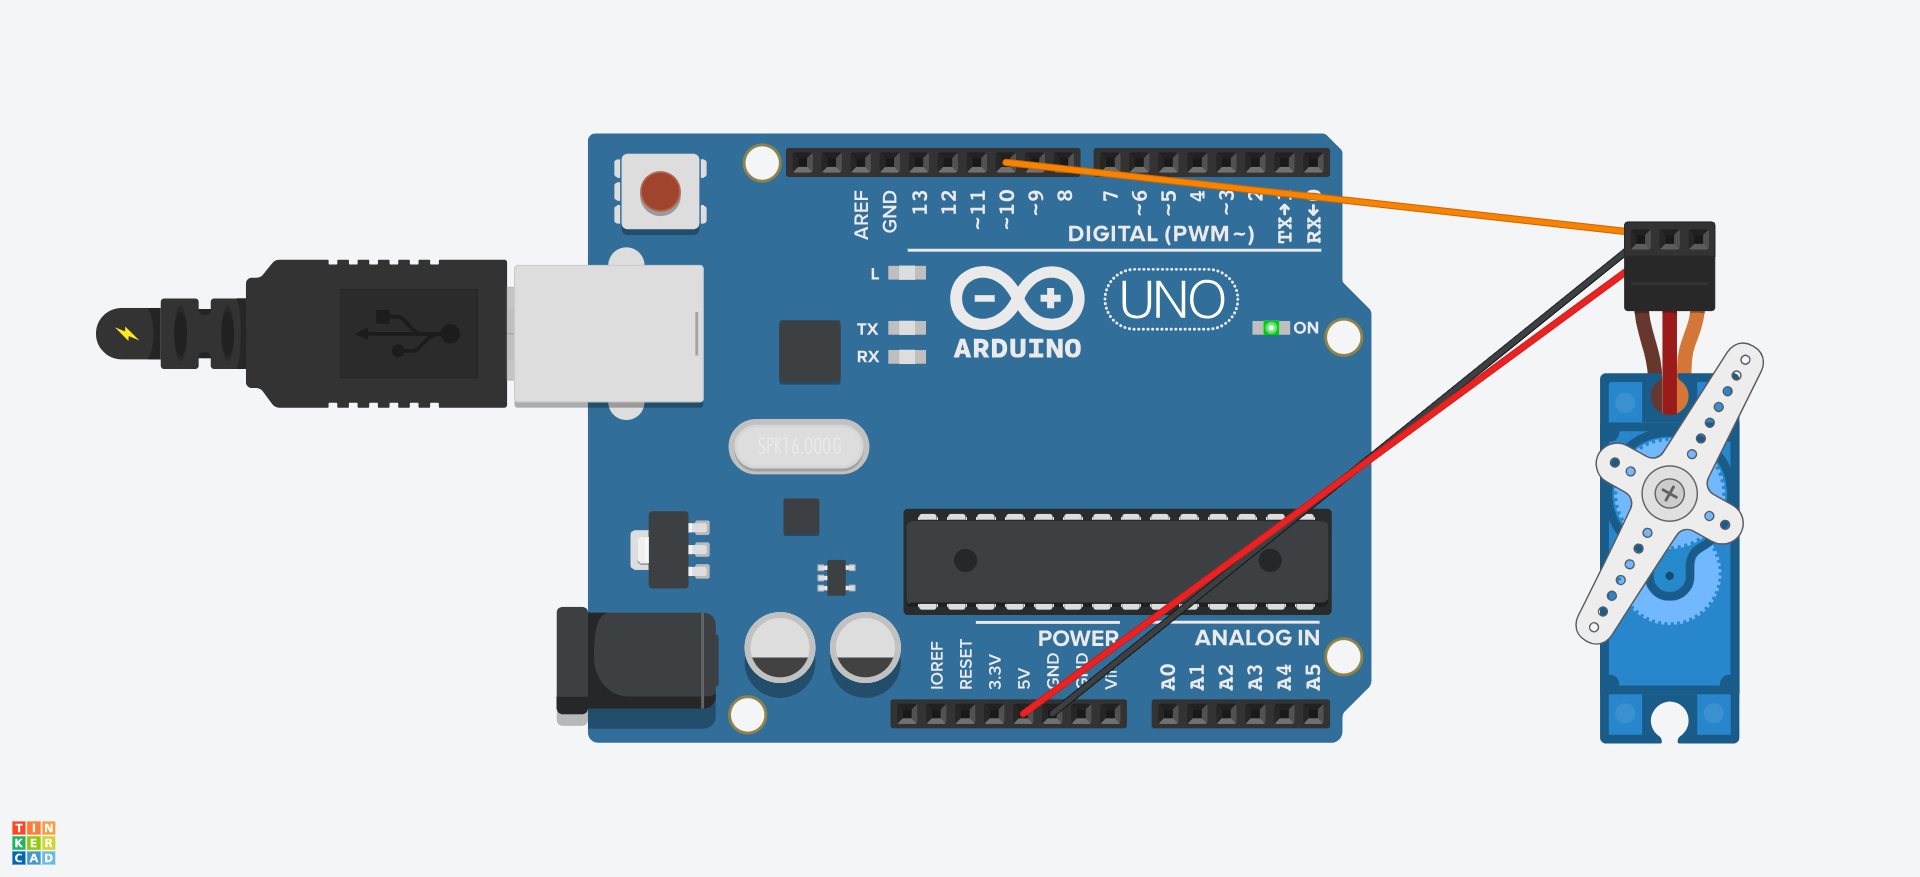 AREF
GND
13
12
~11
~10
~9
8
7
~6
~5
4
~3
2
TX→
RX←0
DIGITAL (PWM~)
L
TX
RX
ARDUINO
UNO
ON
SPK16.000G
POWER
ANALOG IN
IOREF
RESET
3.3V
5V
GND
GND
Vin
A0
A1
A2
A3
A4
A5
TIN
KER
CAD